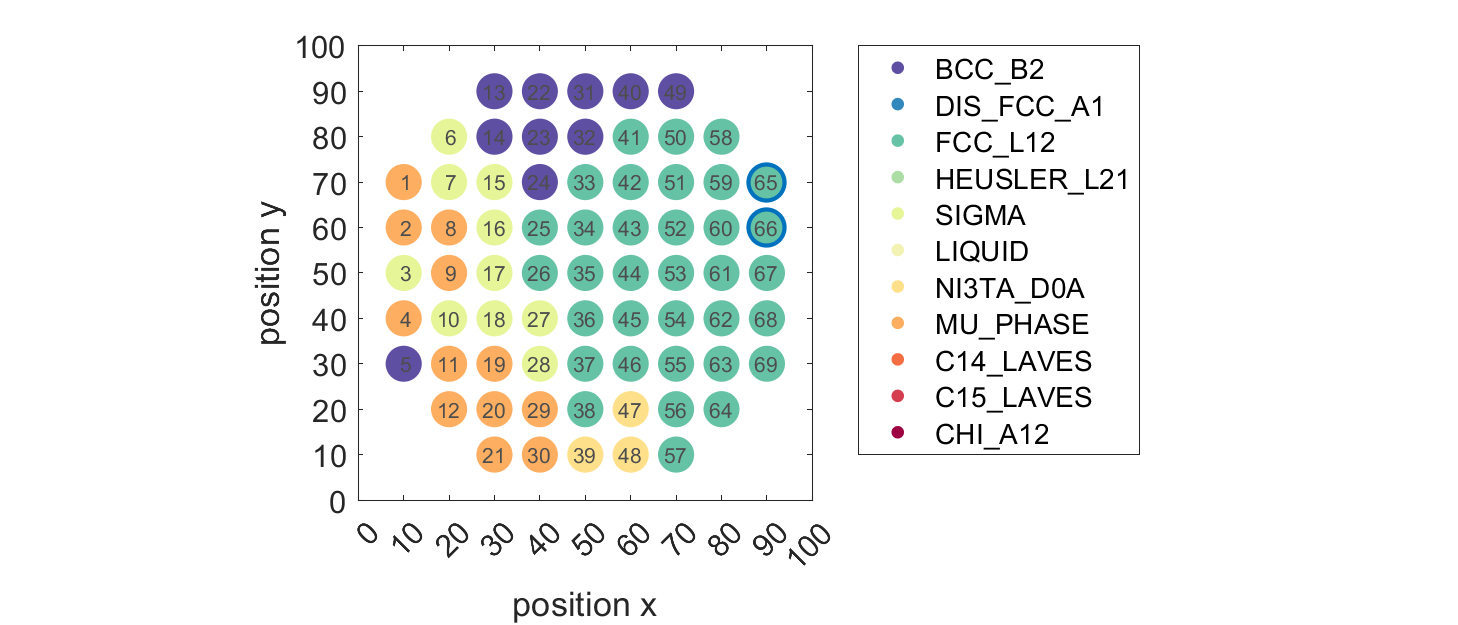 100
90
80
70
60
50
40
30
20
10
0
13 22 31 40 49
6 14 23 32 41 50 58
1 7 15 24 33 42 51 59 65
2 8 16 25 34 43 52 60 66
3 9 17 26 35 44 53 61 67
4 10 18 27 36 45 54 62 68
5 11 19 28 37 46 55 63 69
12 20 29 38 47 56 64
21 30 39 48 57
0 10 20 30 40 50 60 70 80 90 100
position x
position y
BCC_B2
DIS_FCC_A1
FCC_L12
HEUSLER_L21
SIGMA
LIQUID
NI3TA_D0A
MU_PHASE
C14_LAVES
C15_LAVES
CHI_A12